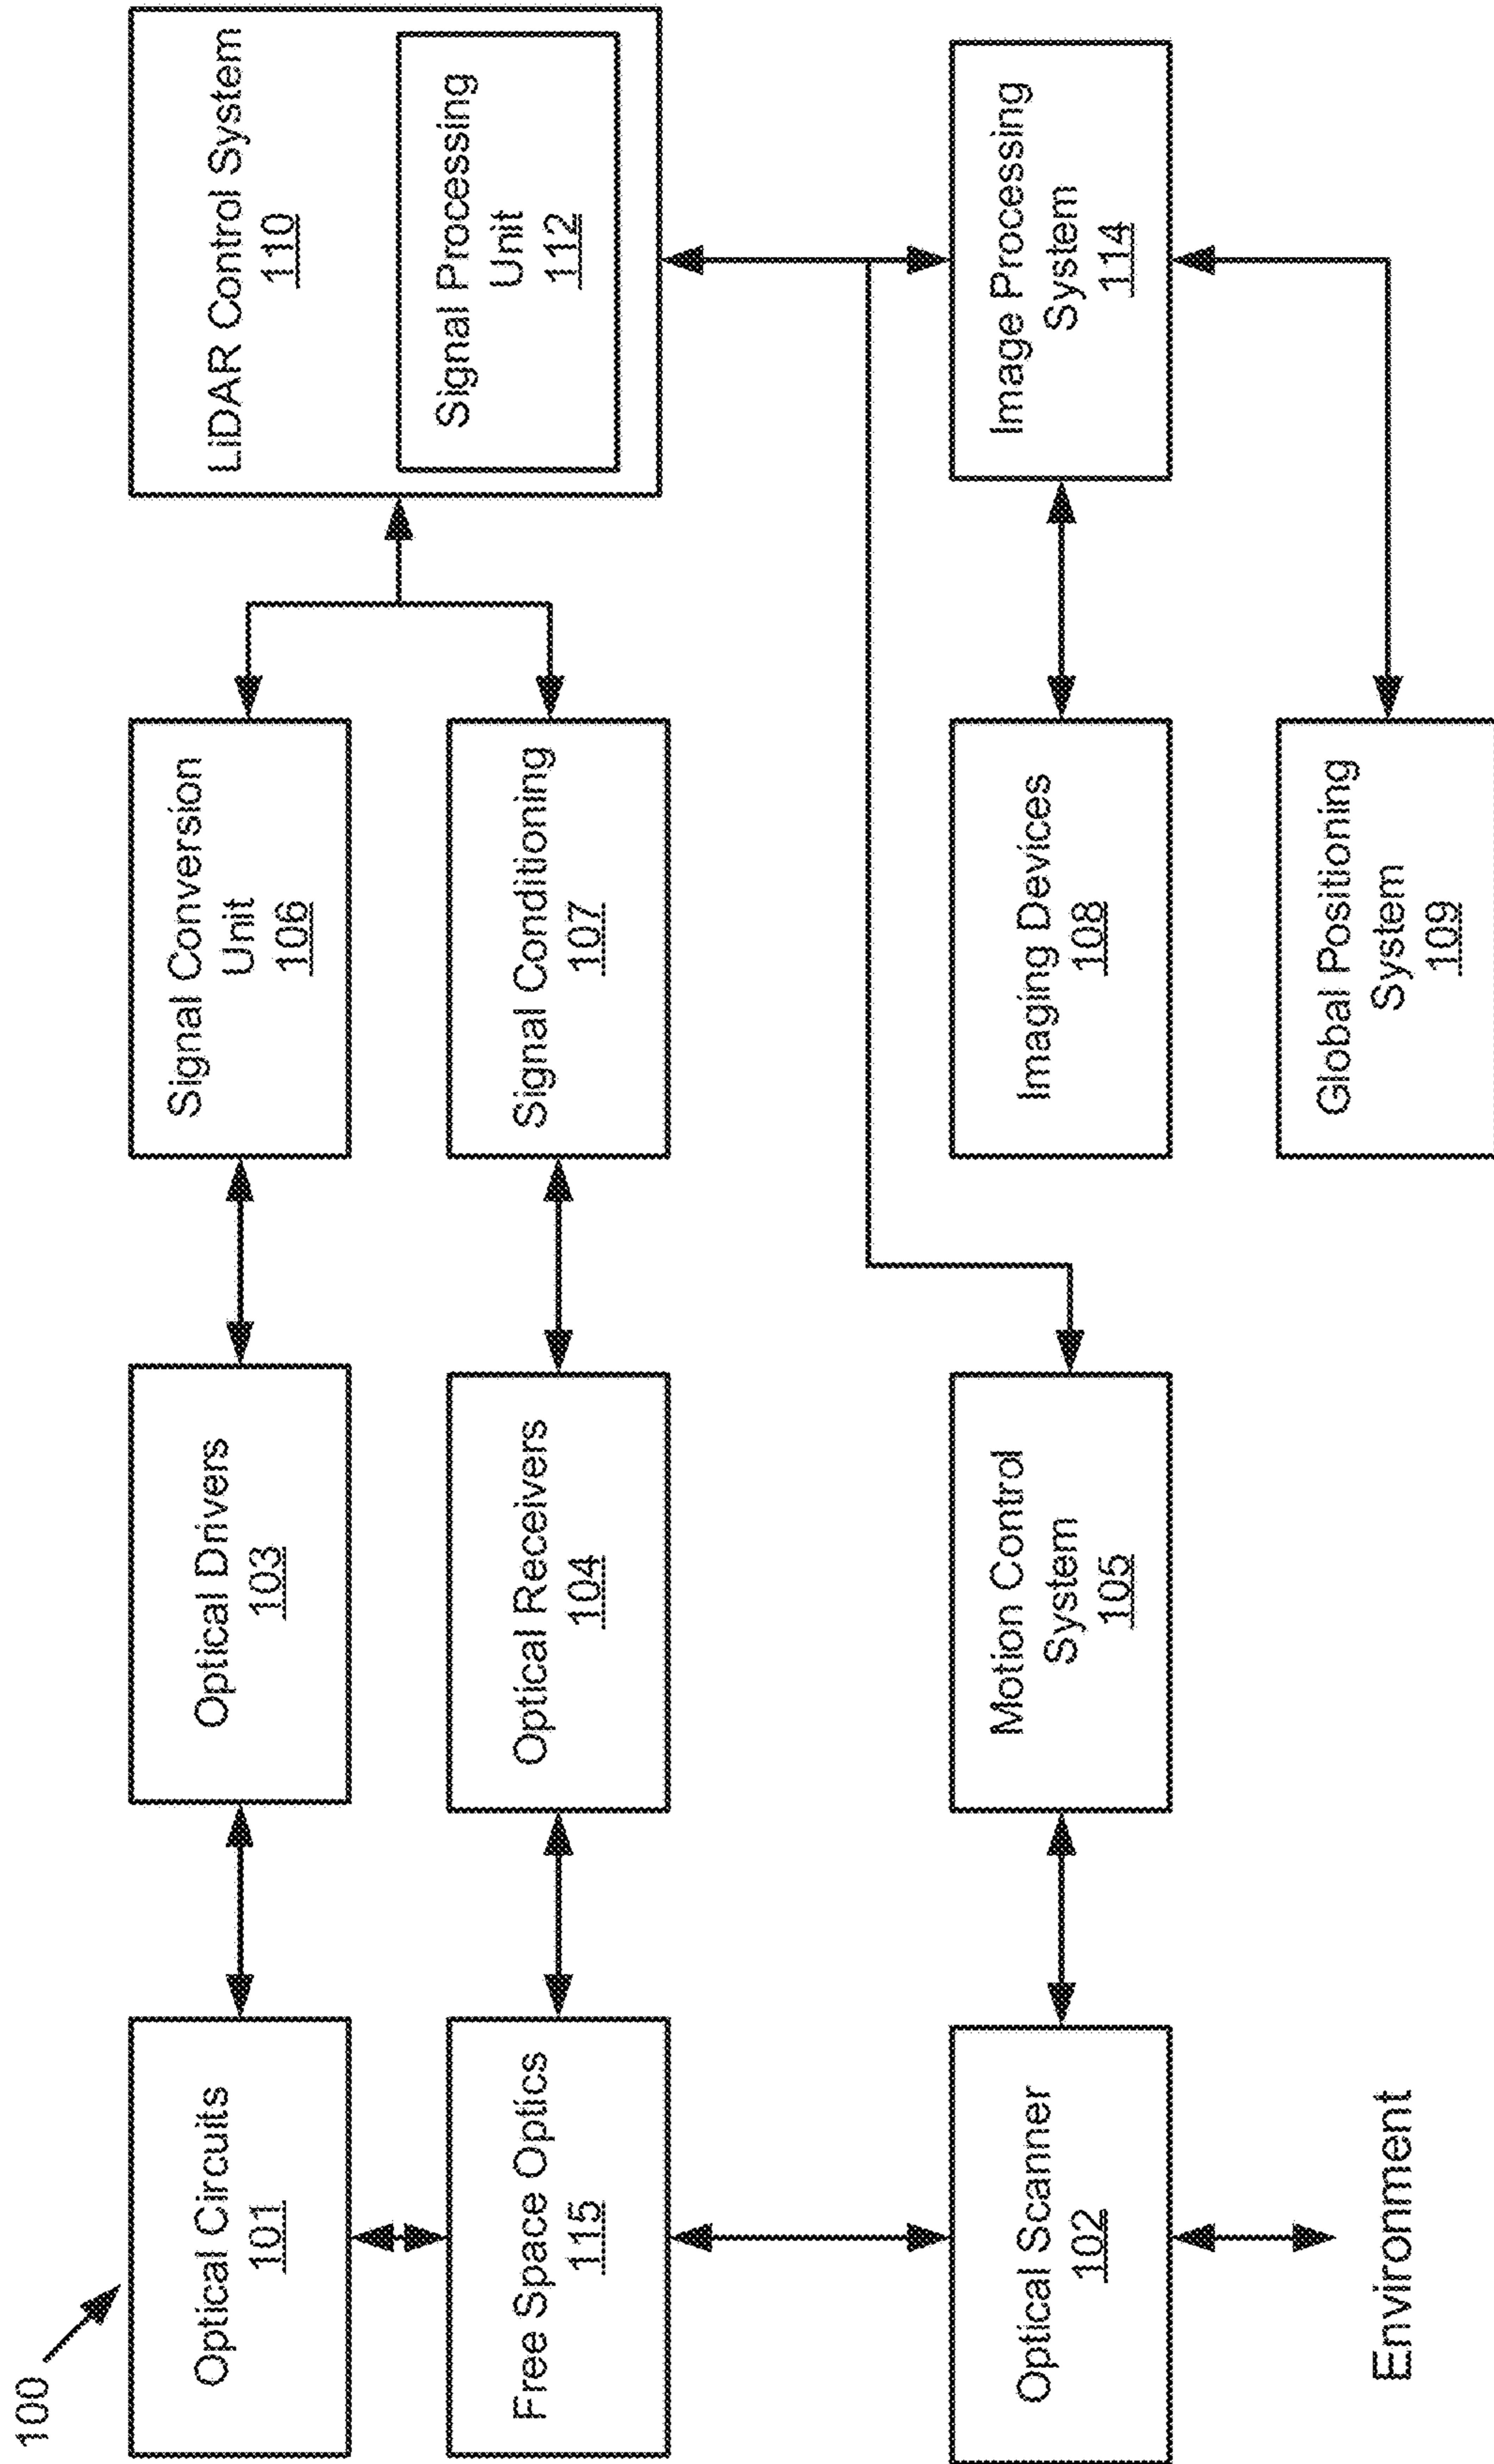 100
Optical Circuits
101
Optical Drivers
103
Signal Conversion
Unit
106
LiDAR Control System
110
Signal Processing
Unit
112
Free Space Optics
115
Optical Receivers
104
Signal Conditioning
107
Optical Scanner
102
Motion Control
System
105
Imaging Devices
108
Image Processing
System
114
Environment
Global Positioning
System
109